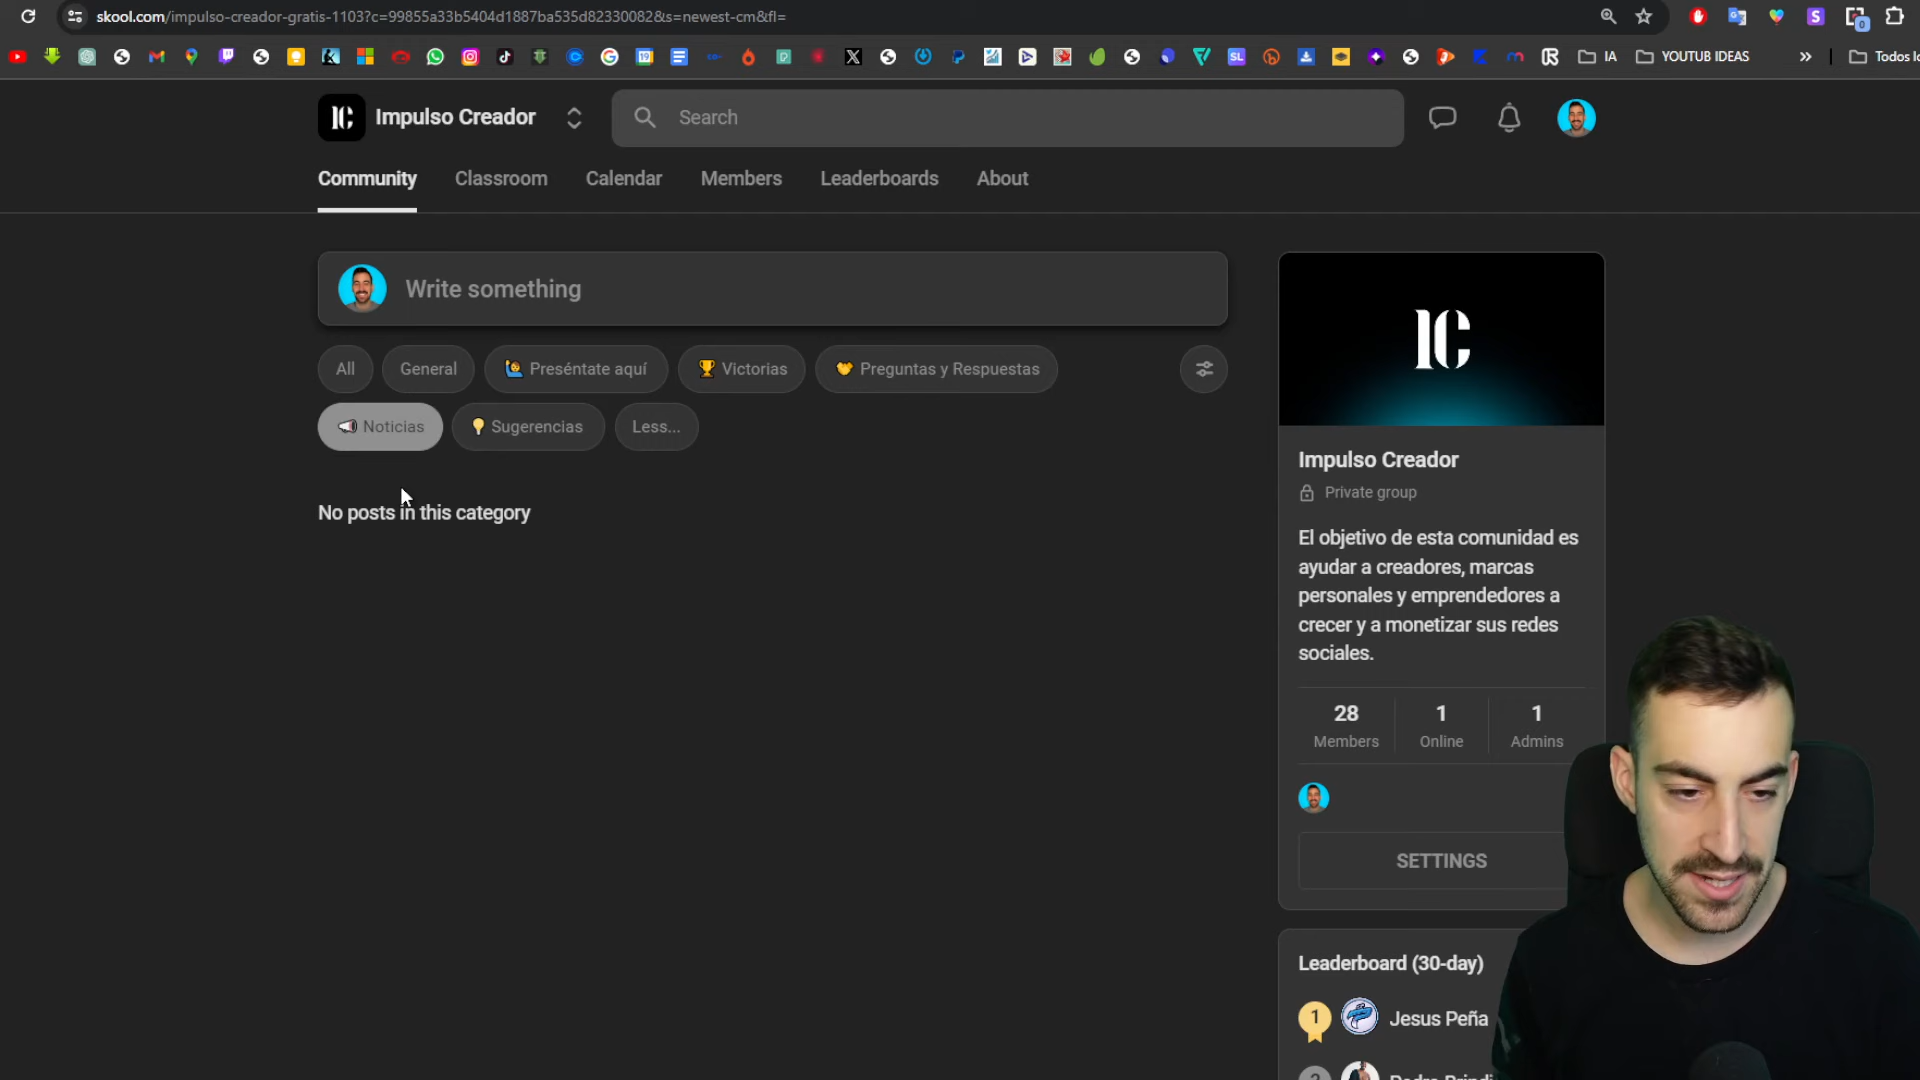 skool.com/impulso-creador-gratis-1103?c=99855a33b5404d1887ba535d82330082&s=newest-cm&fl=
IA
YOUTUB IDEAS
Todos lo
IC
Impulso Creador
Search
Community
Classroom
Calendar
Members
Leaderboards
About
Write something
All
General
Preséntate aquí
Victorias
Preguntas y Respuestas
Noticias
Sugerencias
Less...
No posts in this category
IC
Impulso Creador
Private group
El objetivo de esta comunidad es
ayudar a creadores, marcas
personales y emprendedores a
crecer y a monetizar sus redes
sociales.
28
Members
1
Online
1
Admins
SETTINGS
Leaderboard (30-day)
1
Jesus Peña